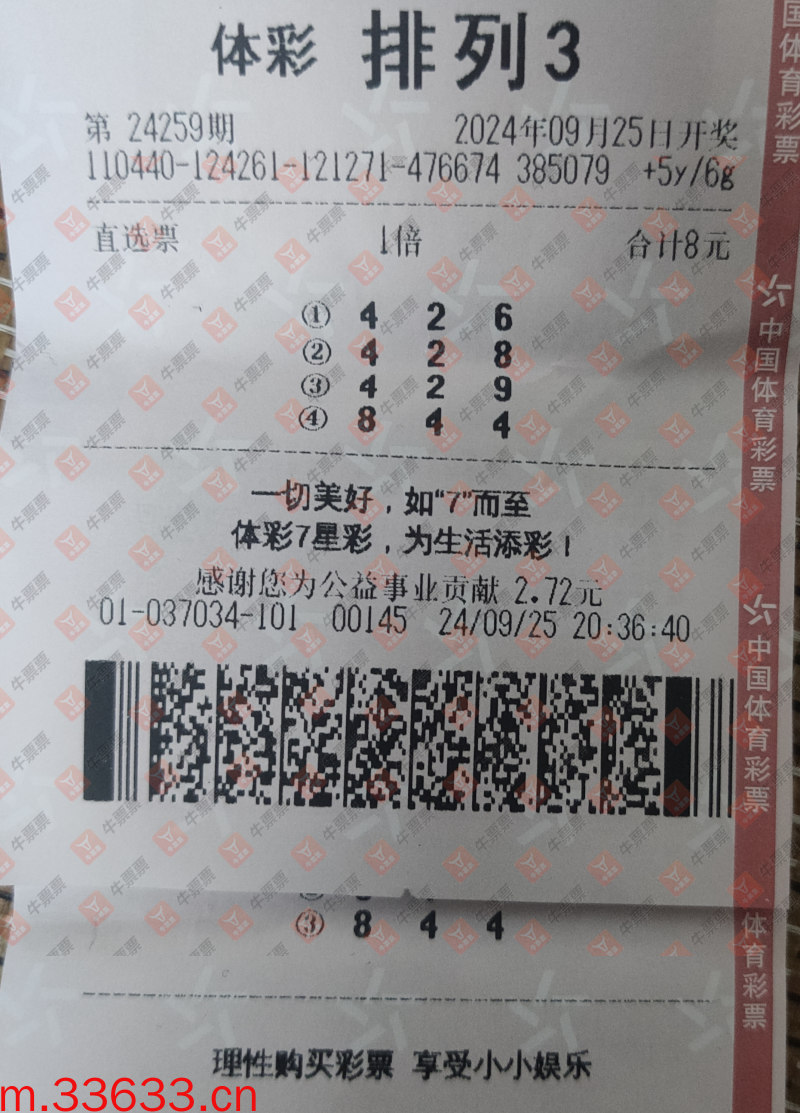 体彩 排列3
第 24259期 2024年09月25日开奖
110440-124261-121271-476674 385079 +5y/6g
直选票 1倍 合计8元
① 4 2 6
② 4 2 8
③ 4 2 9
④ 8 4 4
一切美好，如“7”而至
体彩7星彩，为生活添彩！
感谢您为公益事业贡献 2.72元
01-037034-101 00145 24/09/25 20:36:40
③ 8 4 4
理性购买彩票 享受小小娱乐
m.33633.cn
国体育彩票
中国体育彩票
中国体育彩票
体育彩票
牛票票